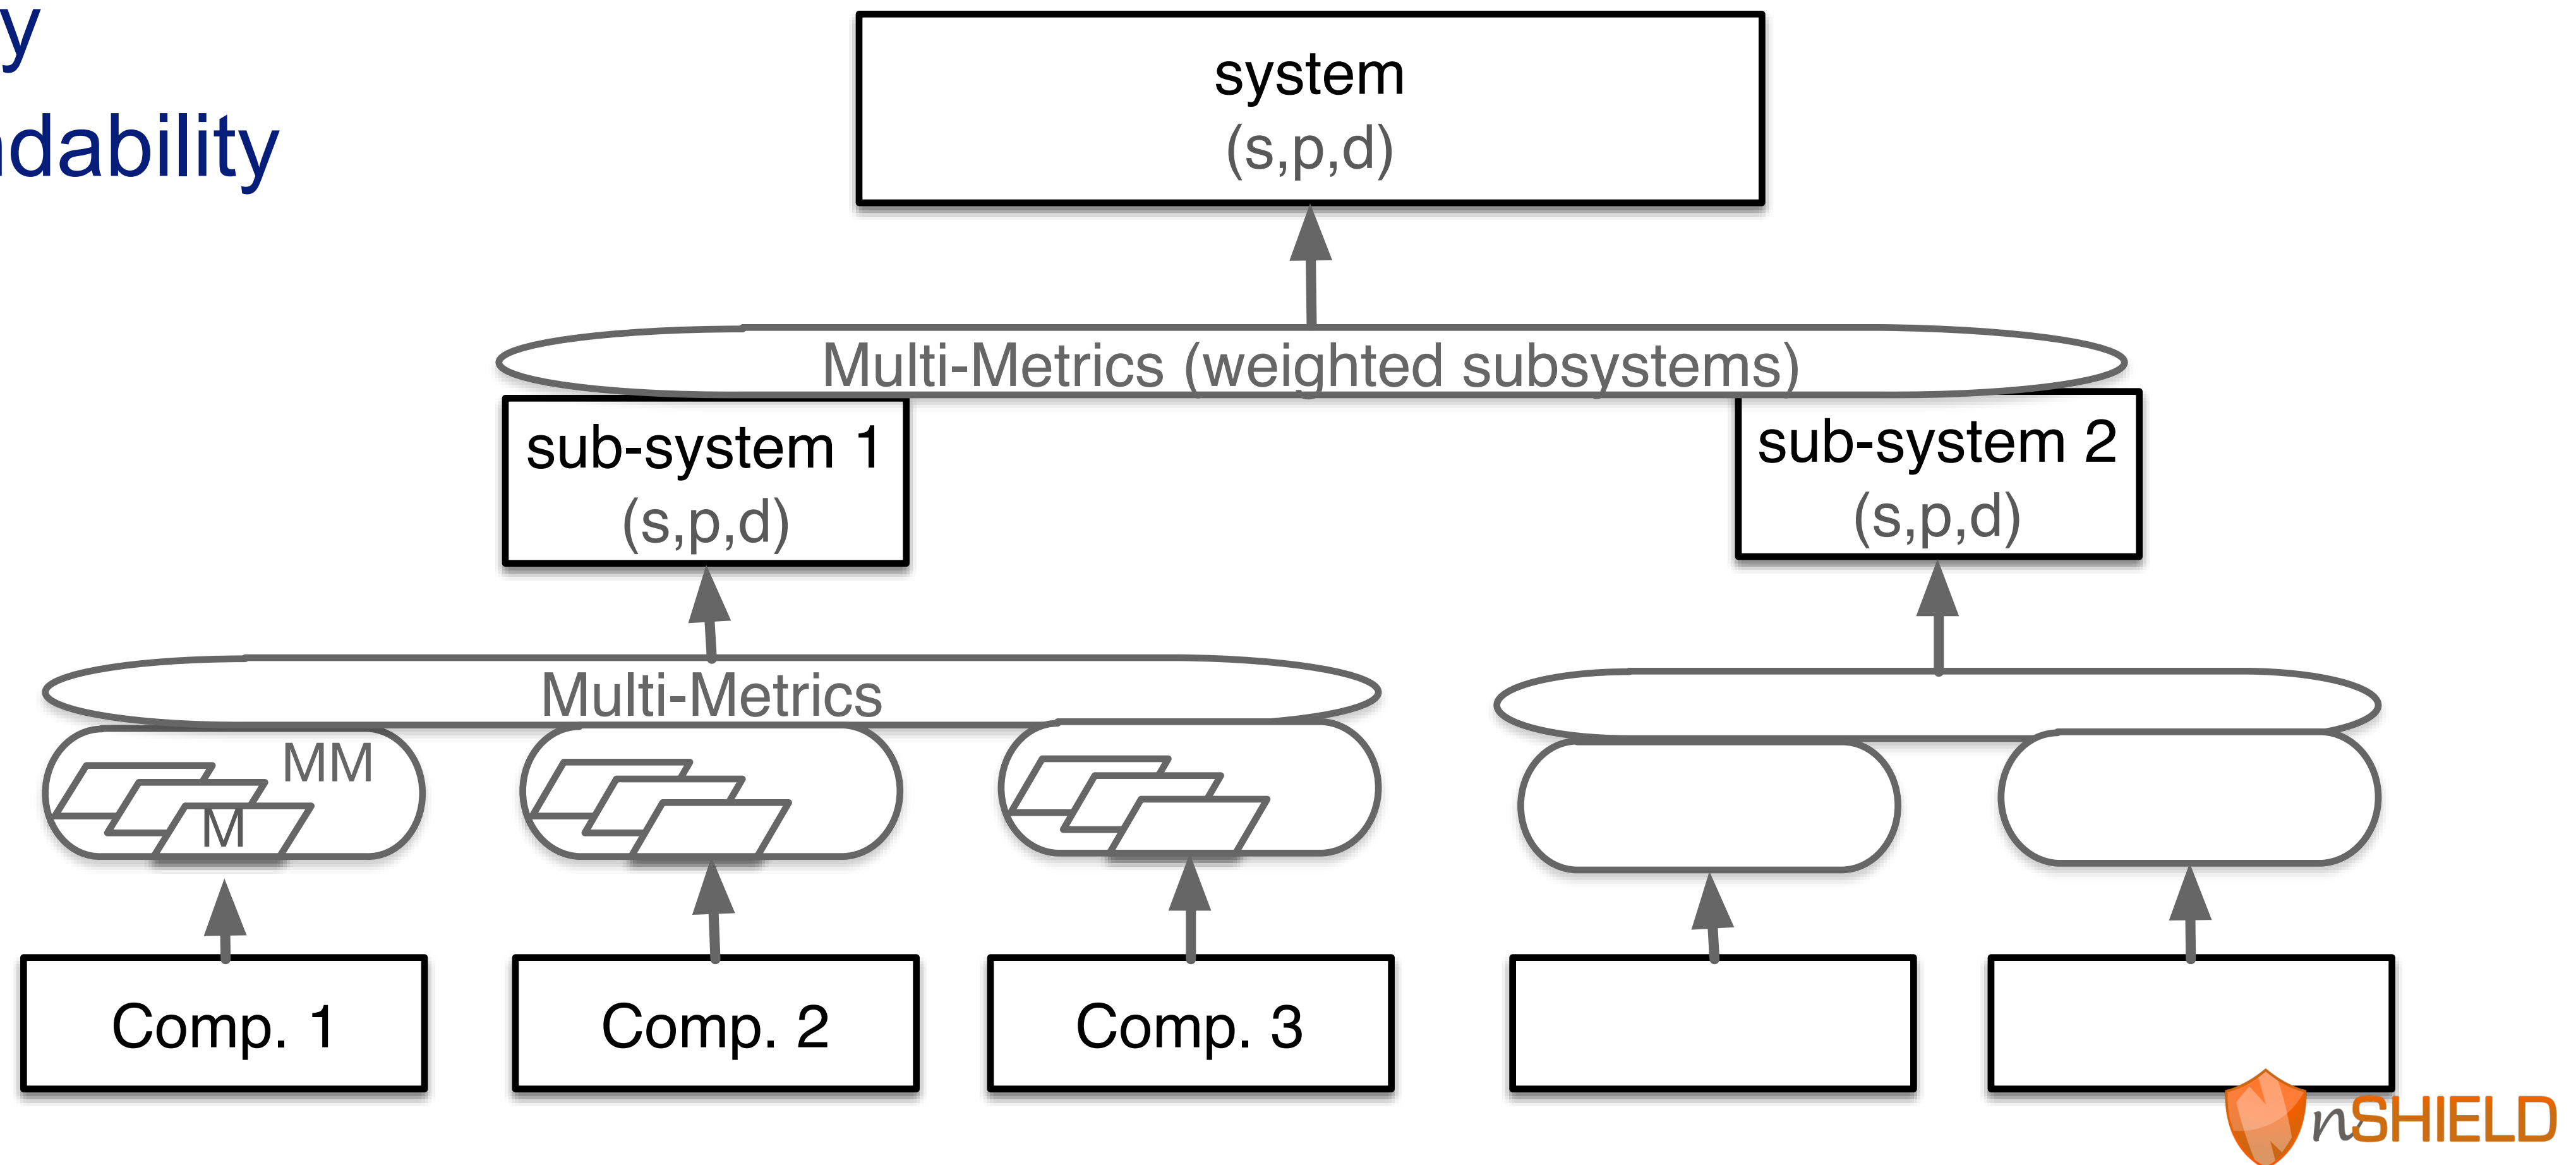 y
ndability
system
(s,p,d)
Multi-Metrics (weighted subsystems)
sub-system 1
(s,p,d)
sub-system 2
(s,p,d)
Multi-Metrics
MM
M
Comp. 1
Comp. 2
Comp. 3
nSHIELD